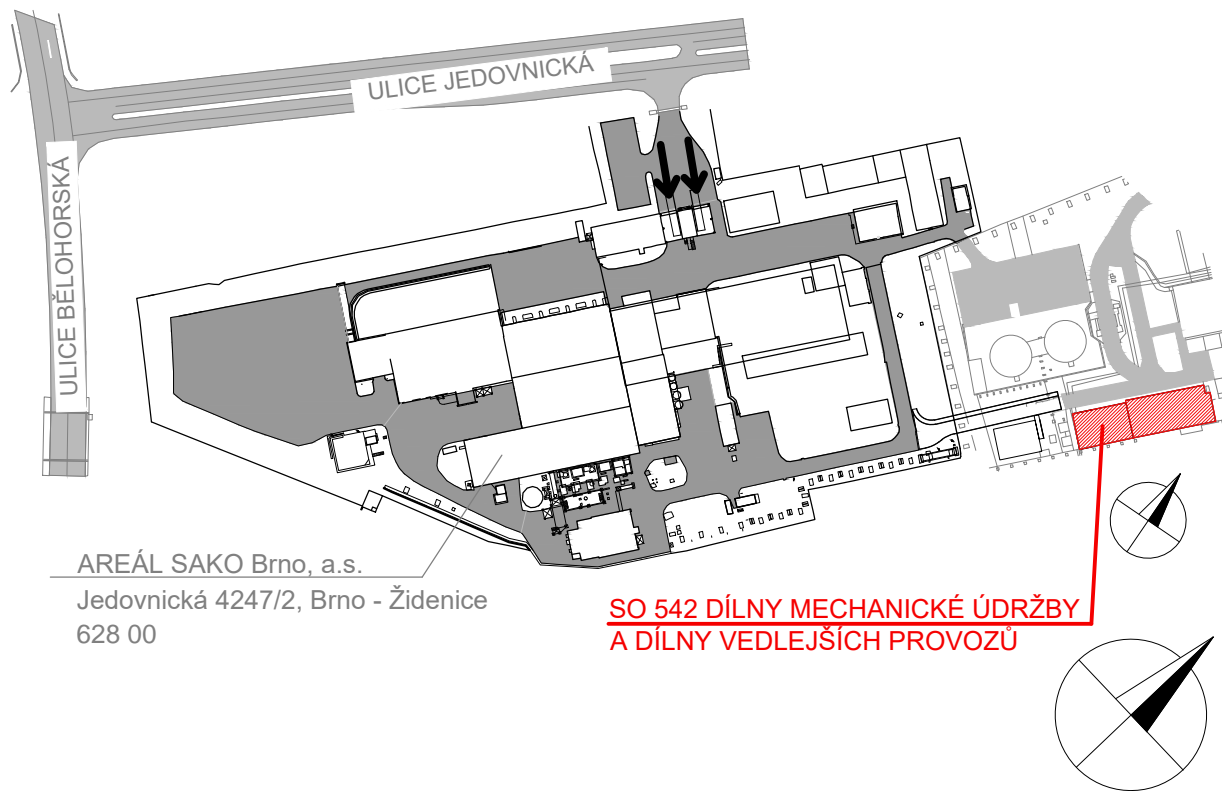 ULICE JEDOVNICKÁ
ULICE BĚLOHORSKÁ
AREÁL SAKO Brno, a.s.
Jedovnická 4247/2, Brno - Židenice
628 00
SO 542 DÍLNY MECHANICKÉ ÚDRŽBY
A DÍLNY VEDLEJŠÍCH PROVOZŮ